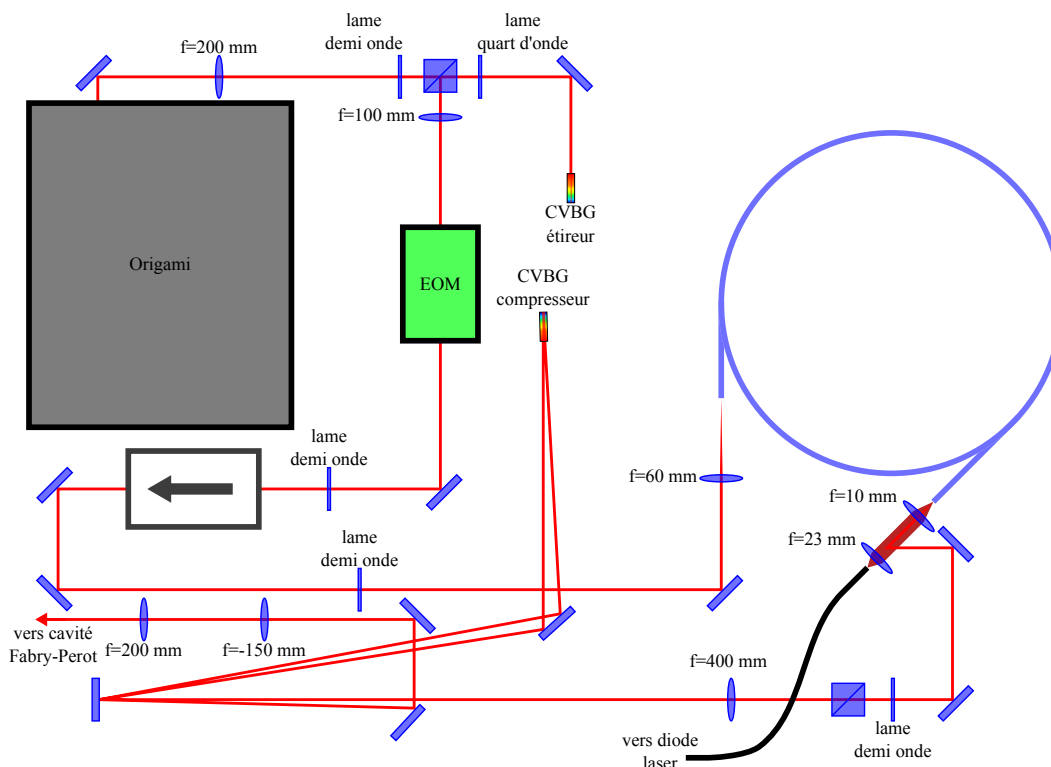 lame
demi onde
lame
quart d'onde
f=200 mm
f=100 mm
CVBG
étireur
Origami
EOM
CVBG
compresseur
lame
demi onde
f=60 mm
f=10 mm
f=23 mm
lame
demi onde
vers cavité
Fabry-Perot
f=200 mm
f=-150 mm
f=400 mm
vers diode
laser
lame
demi onde